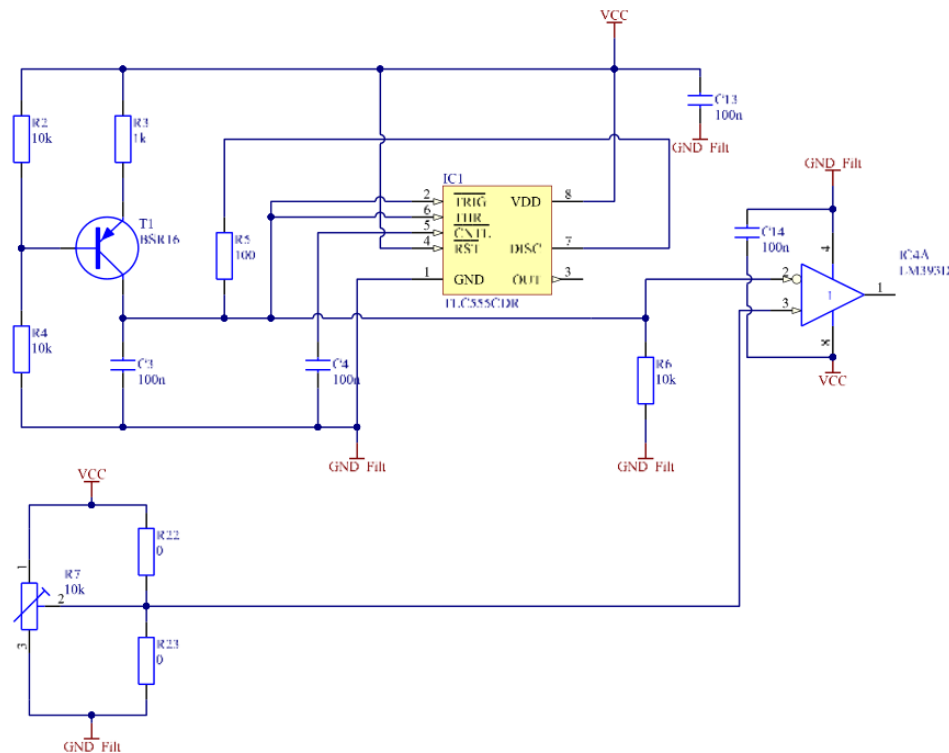 VCC
R2
10k
R3
1k
C13
100n
GND_Filt
T1
BSR16
R5
100
IC1
2
TRIG
VDD
8
6
THR
5
CNTL
4
RST
DISC
7
1
GND
OUT
3
TLC555CDR
GND_Filt
C14
100n
4
IC4A
2
1
1
3
8
VCC
R4
10k
C3
100n
C4
100n
R6
10k
GND_Filt
GND_Filt
VCC
R22
0
1
R7
10k
2
3
R23
0
GND_Filt